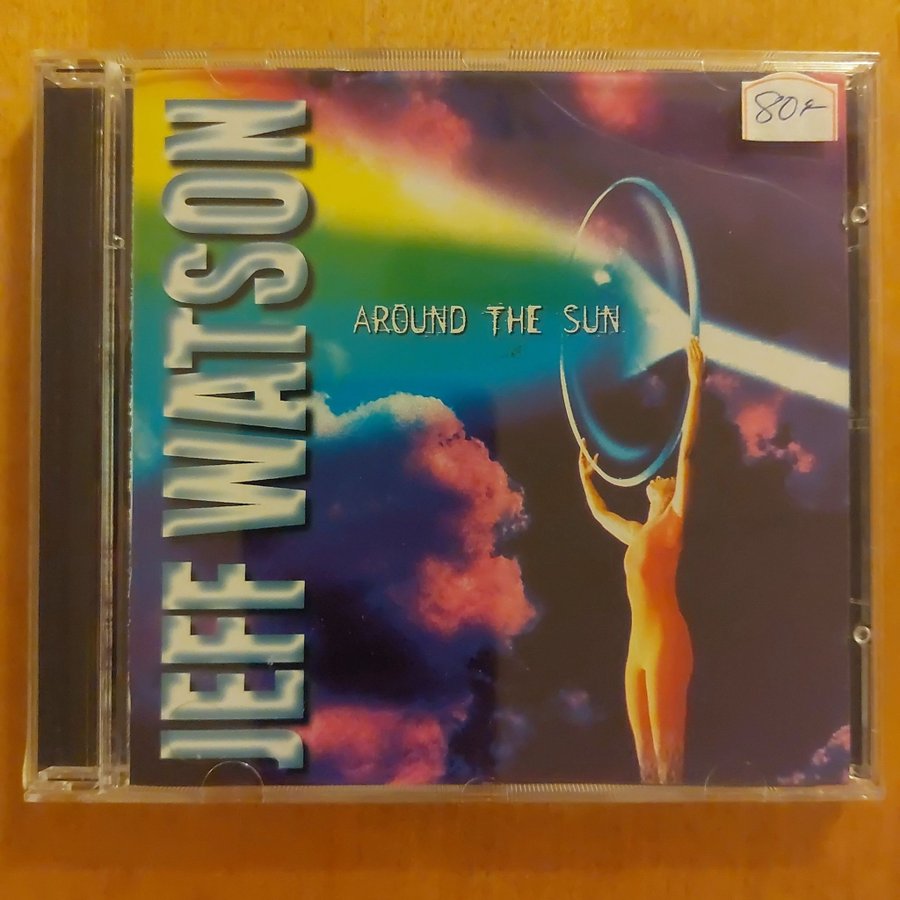 JEFF WATSON
AROUND THE SUN
80